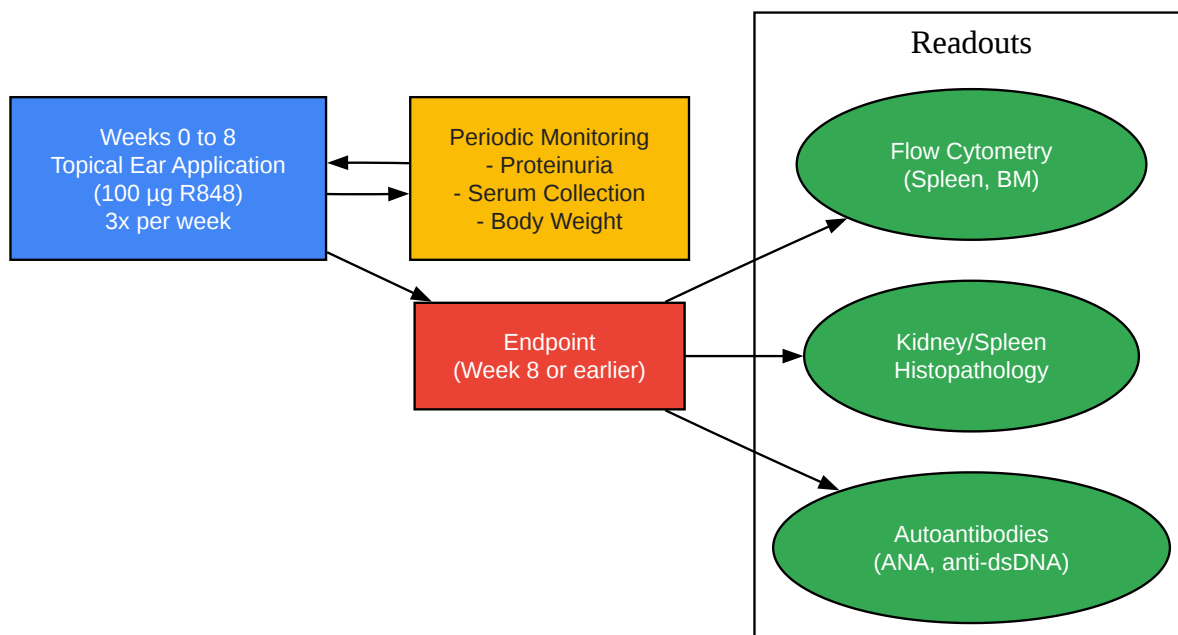 Weeks 0 to 8
Topical Ear Application
(100 µg R848)
3x per week
Periodic Monitoring
- Proteinuria
- Serum Collection
- Body Weight
Endpoint
(Week 8 or earlier)
Readouts
Flow Cytometry
(Spleen, BM)
Kidney/Spleen
Histopathology
Autoantibodies
(ANA, anti-dsDNA)